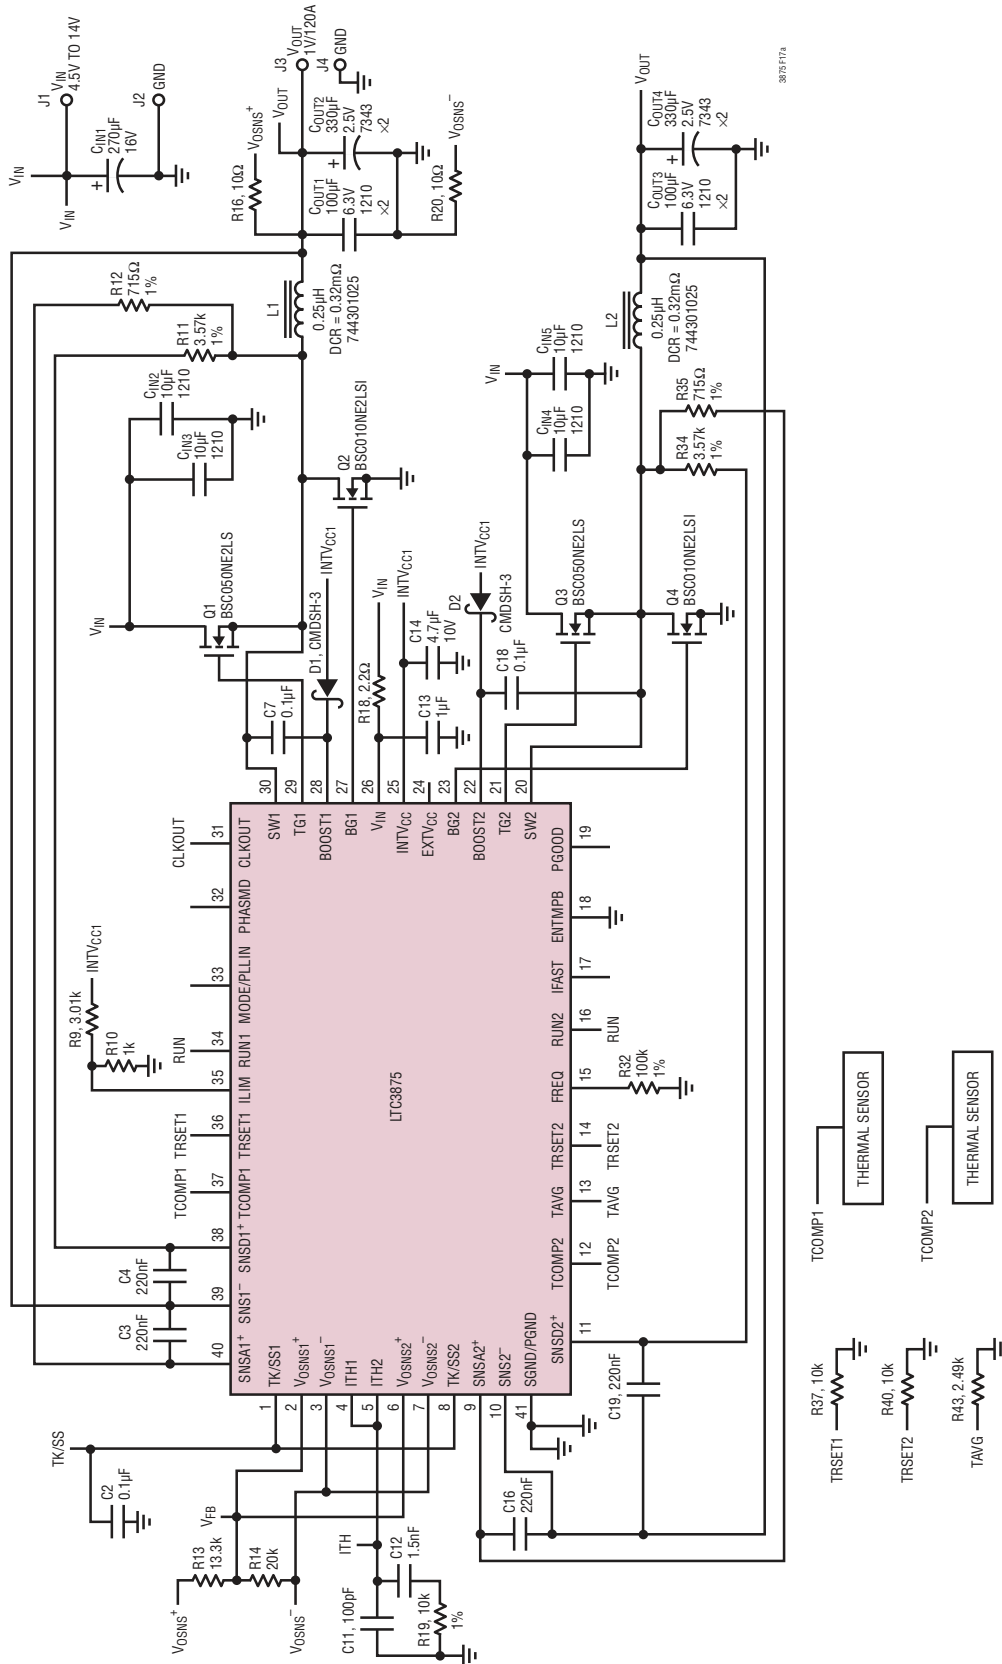 VIN
VIN
J1
VIN
4.5V TO 14V
CIN1
270µF
16V
J2
GND
R12
715Ω
1%
R11
3.57k
1%
CIN2
10µF
1210
CIN3
10µF
1210
VIN
Q1
BSC050NE2LS
Q2
BSC010NE2LSI
L1
0.25µH
DCR = 0.32mΩ
744301025
R16, 10Ω
VOSNS+
VOUT
J3
VOUT
1V/120A
J4
GND
COUT1
100µF
6.3V
1210
×2
COUT2
330µF
2.5V
7343
×2
R20, 10Ω
VOSNS−
C7
0.1µF
D1, CMDSH-3
INTVCC1
R18, 2.2Ω
VIN
INTVCC1
C14
4.7µF
10V
C13
1µF
D2
INTVCC1
CMDSH-3
C18
0.1µF
VIN
CIN4
10µF
1210
CIN5
10µF
1210
Q3
BSC050NE2LS
Q4
BSC010NE2LSI
L2
0.25µH
DCR = 0.32mΩ
744301025
R34
3.57k
1%
R35
715Ω
1%
VOUT
COUT3
100µF
6.3V
1210
×2
COUT4
330µF
2.5V
7343
×2
3875 F17a
CLKOUT
R9, 3.01k
INTVCC1
R10
1k
RUN
TRSET1
TCOMP1
C4
220nF
C3
220nF
40
SNSA1+
39
SNS1−
38
SNSD1+
37
TCOMP1
36
TRSET1
35
ILIM
34
RUN1
33
MODE/PLLIN
32
PHASMD
31
CLKOUT
30
SW1
29
TG1
28
BOOST1
27
BG1
26
VIN
25
INTVCC
24
EXTVCC
23
BG2
22
BOOST2
21
TG2
20
SW2
LTC3875
1
TK/SS1
2
VOSNS1+
3
VOSNS1−
4
ITH1
5
ITH2
6
VOSNS2+
7
VOSNS2−
8
TK/SS2
9
SNSA2+
10
SNS2−
41
SGND/PGND
SNSD2+
11
TCOMP2
12
TCOMP2
TAVG
13
TAVG
TRSET2
14
TRSET2
FREQ
15
R32
100k
1%
RUN2
16
RUN
IFAST
17
ENTMPB
18
PGOOD
19
TK/SS
C2
0.1µF
VFB
VOSNS+
R13
13.3k
R14
20k
VOSNS−
ITH
C11, 100pF
C12
1.5nF
R19, 10k
1%
C16
220nF
C19, 220nF
TRSET1
R37, 10k
TRSET2
R40, 10k
TAVG
R43, 2.49k
TCOMP1
THERMAL SENSOR
TCOMP2
THERMAL SENSOR